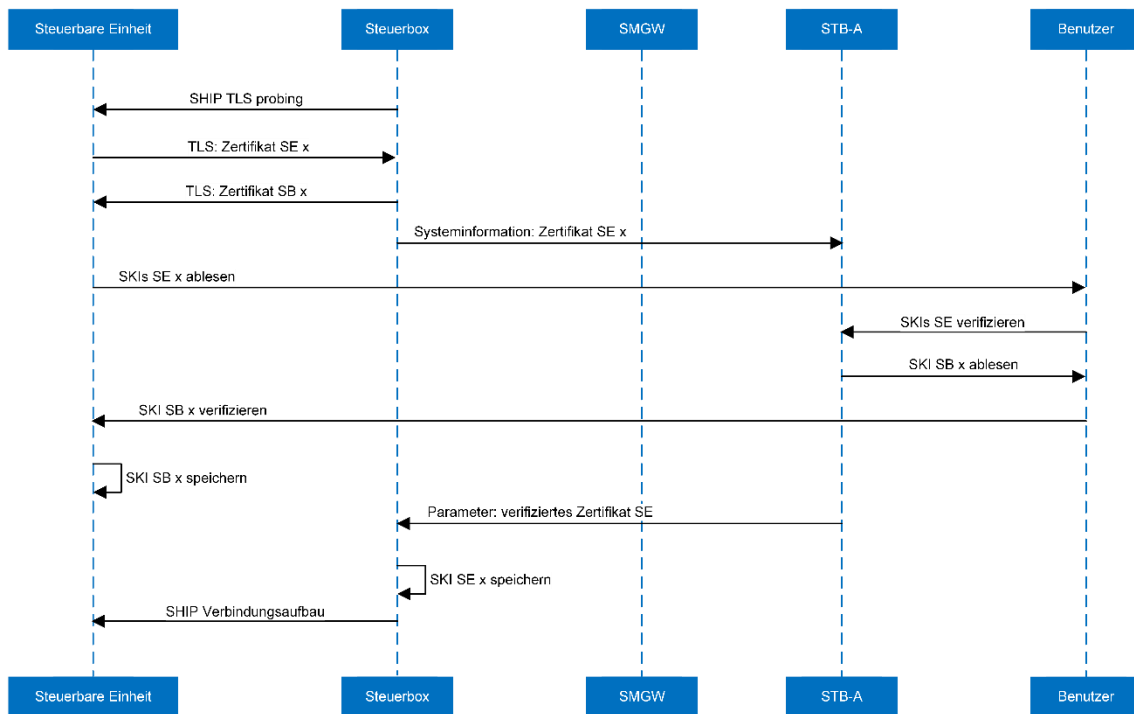 Steuerbare Einheit
Steuerbox
SMGW
STB-A
Benutzer
SHIP TLS probing
TLS: Zertifikat SE x
TLS: Zertifikat SB x
Systeminformation: Zertifikat SE x
SKIs SE x ablesen
SKIs SE verifizieren
SKI SB x ablesen
SKI SB x verifizieren
SKI SB x speichern
Parameter: verifiziertes Zertifikat SE
SKI SE x speichern
SHIP Verbindungsaufbau
Steuerbare Einheit
Steuerbox
SMGW
STB-A
Benutzer